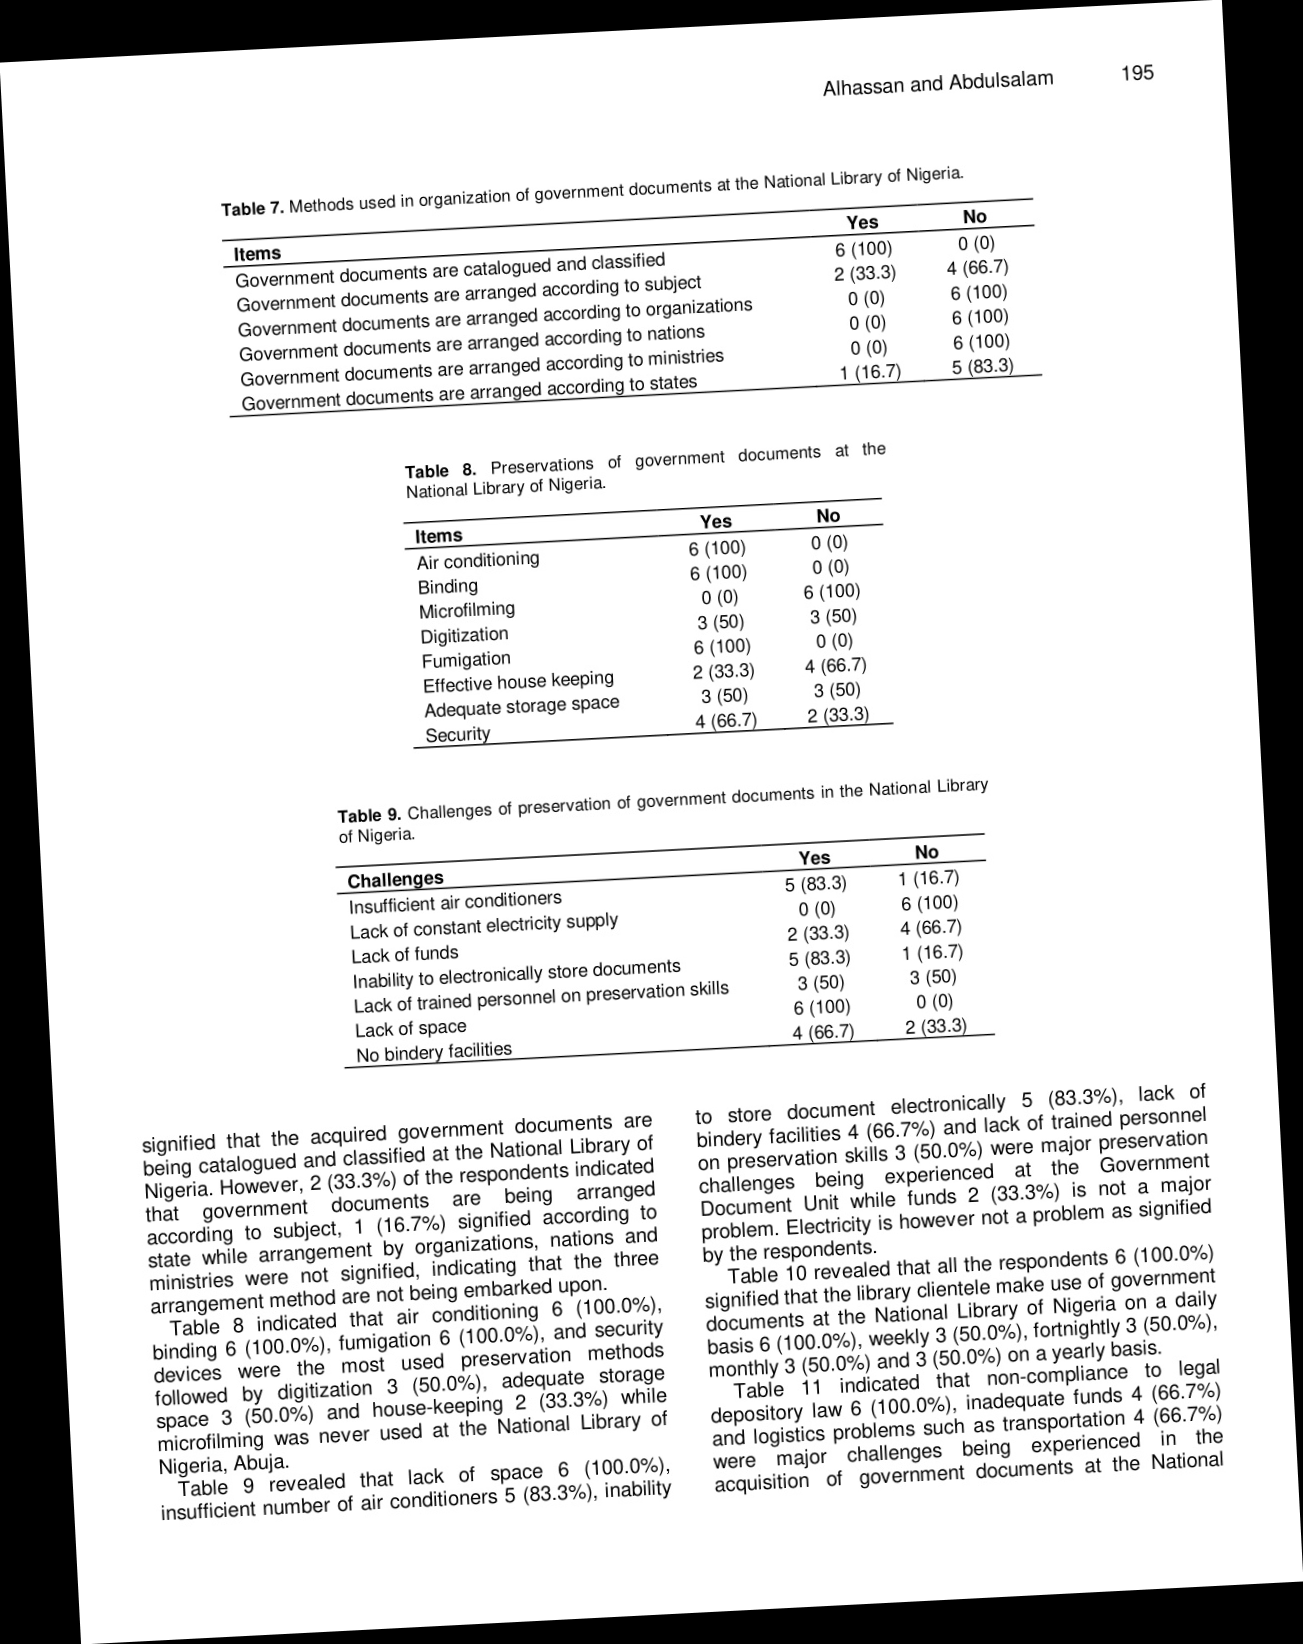 Alhassan and Abdulsalam 195
Table 7. Methods used in organization of government documents at the National Library of Nigeria.
Items Yes No
Government documents are catalogued and classified 6 (100) 0 (0)
Government documents are arranged according to subject 2 (33.3) 4 (66.7)
Government documents are arranged according to organizations 0 (0) 6 (100)
Government documents are arranged according to nations 0 (0) 6 (100)
Government documents are arranged according to ministries 0 (0) 6 (100)
Government documents are arranged according to states 1 (16.7) 5 (83.3)
Table 8. Preservations of government documents at the
National Library of Nigeria.
Items Yes No
Air conditioning 6 (100) 0 (0)
Binding 6 (100) 0 (0)
Microfilming 0 (0) 6 (100)
Digitization 3 (50) 3 (50)
Fumigation 6 (100) 0 (0)
Effective house keeping 2 (33.3) 4 (66.7)
Adequate storage space 3 (50) 3 (50)
Security 4 (66.7) 2 (33.3)
Table 9. Challenges of preservation of government documents in the National Library
of Nigeria.
Challenges Yes No
Insufficient air conditioners 5 (83.3) 1 (16.7)
Lack of constant electricity supply 0 (0) 6 (100)
Lack of funds 2 (33.3) 4 (66.7)
Inability to electronically store documents 5 (83.3) 1 (16.7)
Lack of trained personnel on preservation skills 3 (50) 3 (50)
Lack of space 6 (100) 0 (0)
No bindery facilities 4 (66.7) 2 (33.3)
signified that the acquired government documents are
being catalogued and classified at the National Library of
Nigeria. However, 2 (33.3%) of the respondents indicated
that government documents are being arranged
according to subject, 1 (16.7%) signified according to
state while arrangement by organizations, nations and
ministries were not signified, indicating that the three
arrangement method are not being embarked upon.
Table 8 indicated that air conditioning 6 (100.0%),
binding 6 (100.0%), fumigation 6 (100.0%), and security
devices were the most used preservation methods
followed by digitization 3 (50.0%), adequate storage
space 3 (50.0%) and house-keeping 2 (33.3%) while
microfilming was never used at the National Library of
Nigeria, Abuja.
Table 9 revealed that lack of space 6 (100.0%),
insufficient number of air conditioners 5 (83.3%), inability
to store document electronically 5 (83.3%), lack of
bindery facilities 4 (66.7%) and lack of trained personnel
on preservation skills 3 (50.0%) were major preservation
challenges being experienced at the Government
Document Unit while funds 2 (33.3%) is not a major
problem. Electricity is however not a problem as signified
by the respondents.
Table 10 revealed that all the respondents 6 (100.0%)
signified that the library clientele make use of government
documents at the National Library of Nigeria on a daily
basis 6 (100.0%), weekly 3 (50.0%), fortnightly 3 (50.0%),
monthly 3 (50.0%) and 3 (50.0%) on a yearly basis.
Table 11 indicated that non-compliance to legal
depository law 6 (100.0%), inadequate funds 4 (66.7%)
and logistics problems such as transportation 4 (66.7%)
were major challenges being experienced in the
acquisition of government documents at the National